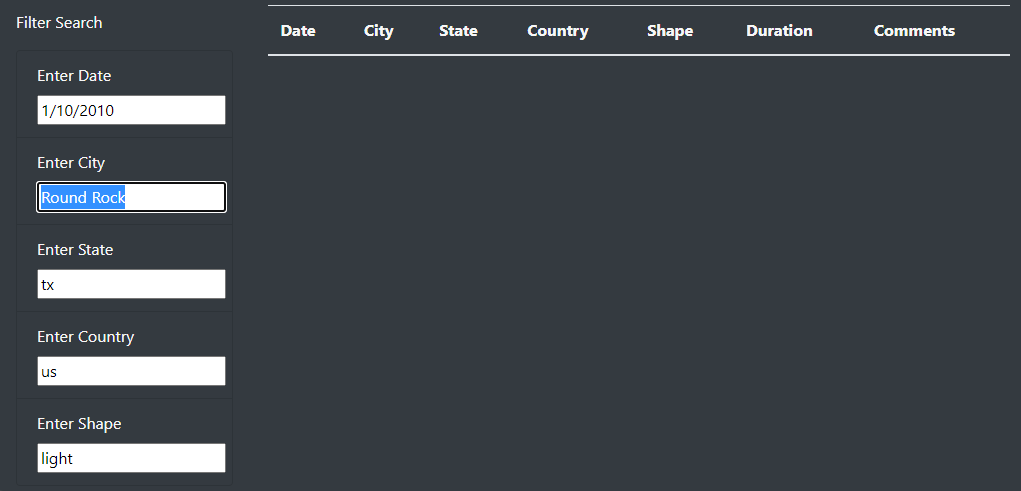 Filter Search
Enter Date
1/10/2010
Enter City
Round Rock
Enter State
tx
Enter Country
us
Enter Shape
light
Date City State Country Shape Duration Comments